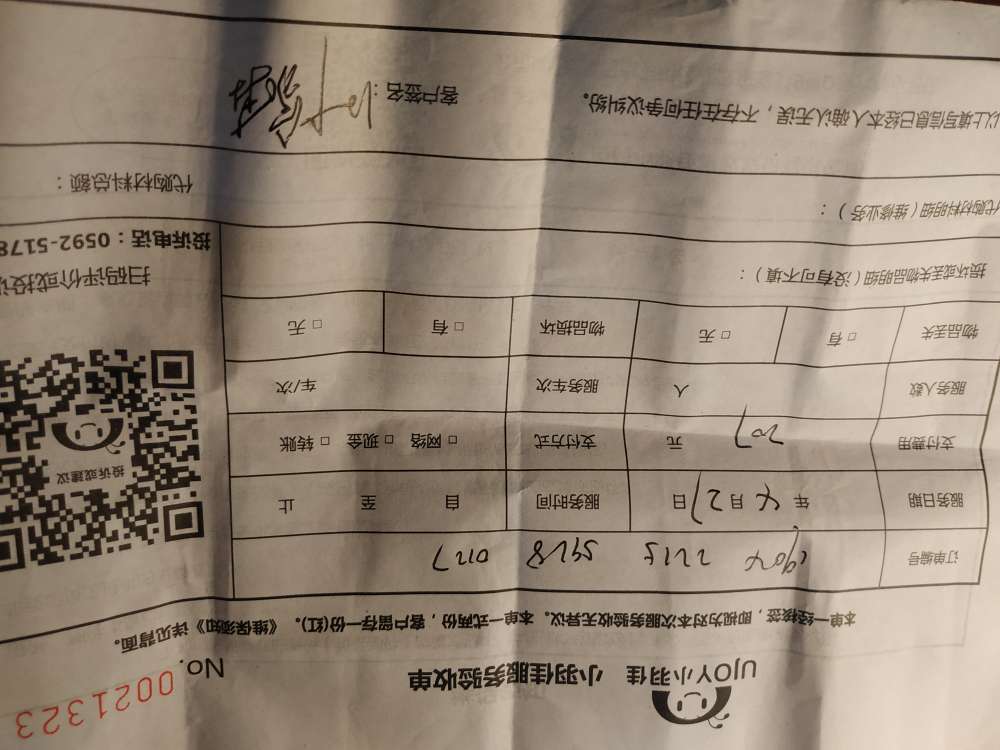 UJOY小羽佳 小羽佳服务验收单
No. 0021323
本单一经接签，即视为对本次服务验收无异议。本单一式两份，客户留存一份(红)。《维保须知》详见背面。
订单编号 1904 2215 5928 0127
服务日期 年 4 月 21 日 服务时间 自 至 止
支付费用 207 元 支付方式 □ 网络 □ 现金 □ 转账
服务人数 人 服务车次 车/次
物品丢失 □ 有 □ 无 物品损坏 □ 有 □ 无
投诉或建议
扫码评价或投
投诉电话：0592-5178
损坏或丢失物品明细（没有可不填）：
代购材料明细（维修业务）：
代购材料总额：
以上填写信息已经本人确认无误，不存在任何争议纠纷。 客户签名：